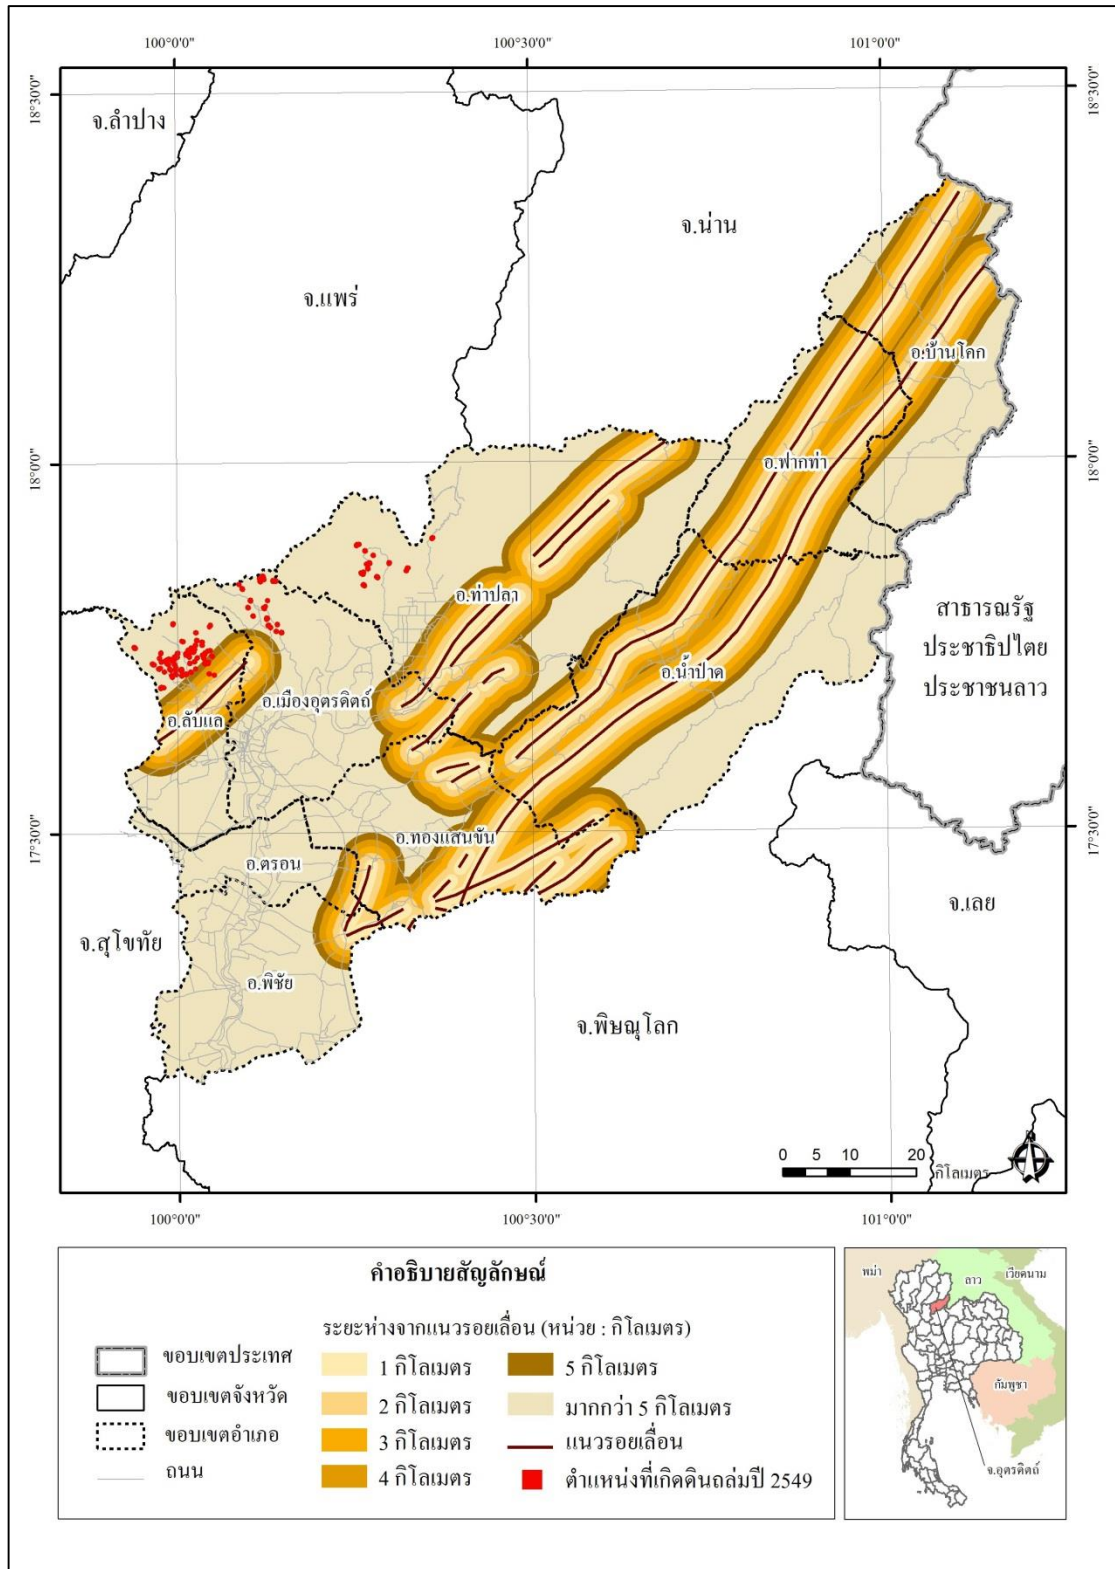 100°0'0" 100°30'0" 101°0'0"
18°30'0" 18°30'0"
จ.ลำปาง
จ.น่าน
จ.แพร่
อ.บ้านโคก
18°0'0" 18°0'0"
อ.ฟากท่า
อ.ท่าปลา
สาธารณรัฐ
ประชาธิปไตย
ประชาชนลาว
อ.น้ำปาด
อ.เมืองอุตรดิตถ์
อ.ลับแล
17°30'0" 17°30'0"
อ.ทองแสนขัน
อ.ตรอน
จ.เลย
จ.สุโขทัย
อ.พิชัย
จ.พิษณุโลก
0 5 10 20
กิโลเมตร
100°0'0" 100°30'0" 101°0'0"
คำอธิบายสัญลักษณ์
ขอบเขตประเทศ
ขอบเขตจังหวัด
ขอบเขตอำเภอ
ถนน
ระยะห่างจากแนวรอยเลื่อน (หน่วย : กิโลเมตร)
1 กิโลเมตร
2 กิโลเมตร
3 กิโลเมตร
4 กิโลเมตร
5 กิโลเมตร
มากกว่า 5 กิโลเมตร
แนวรอยเลื่อน
ตำแหน่งที่เกิดดินถล่มปี 2549
พม่า
ลาว
เวียดนาม
กัมพูชา
จ.อุตรดิตถ์